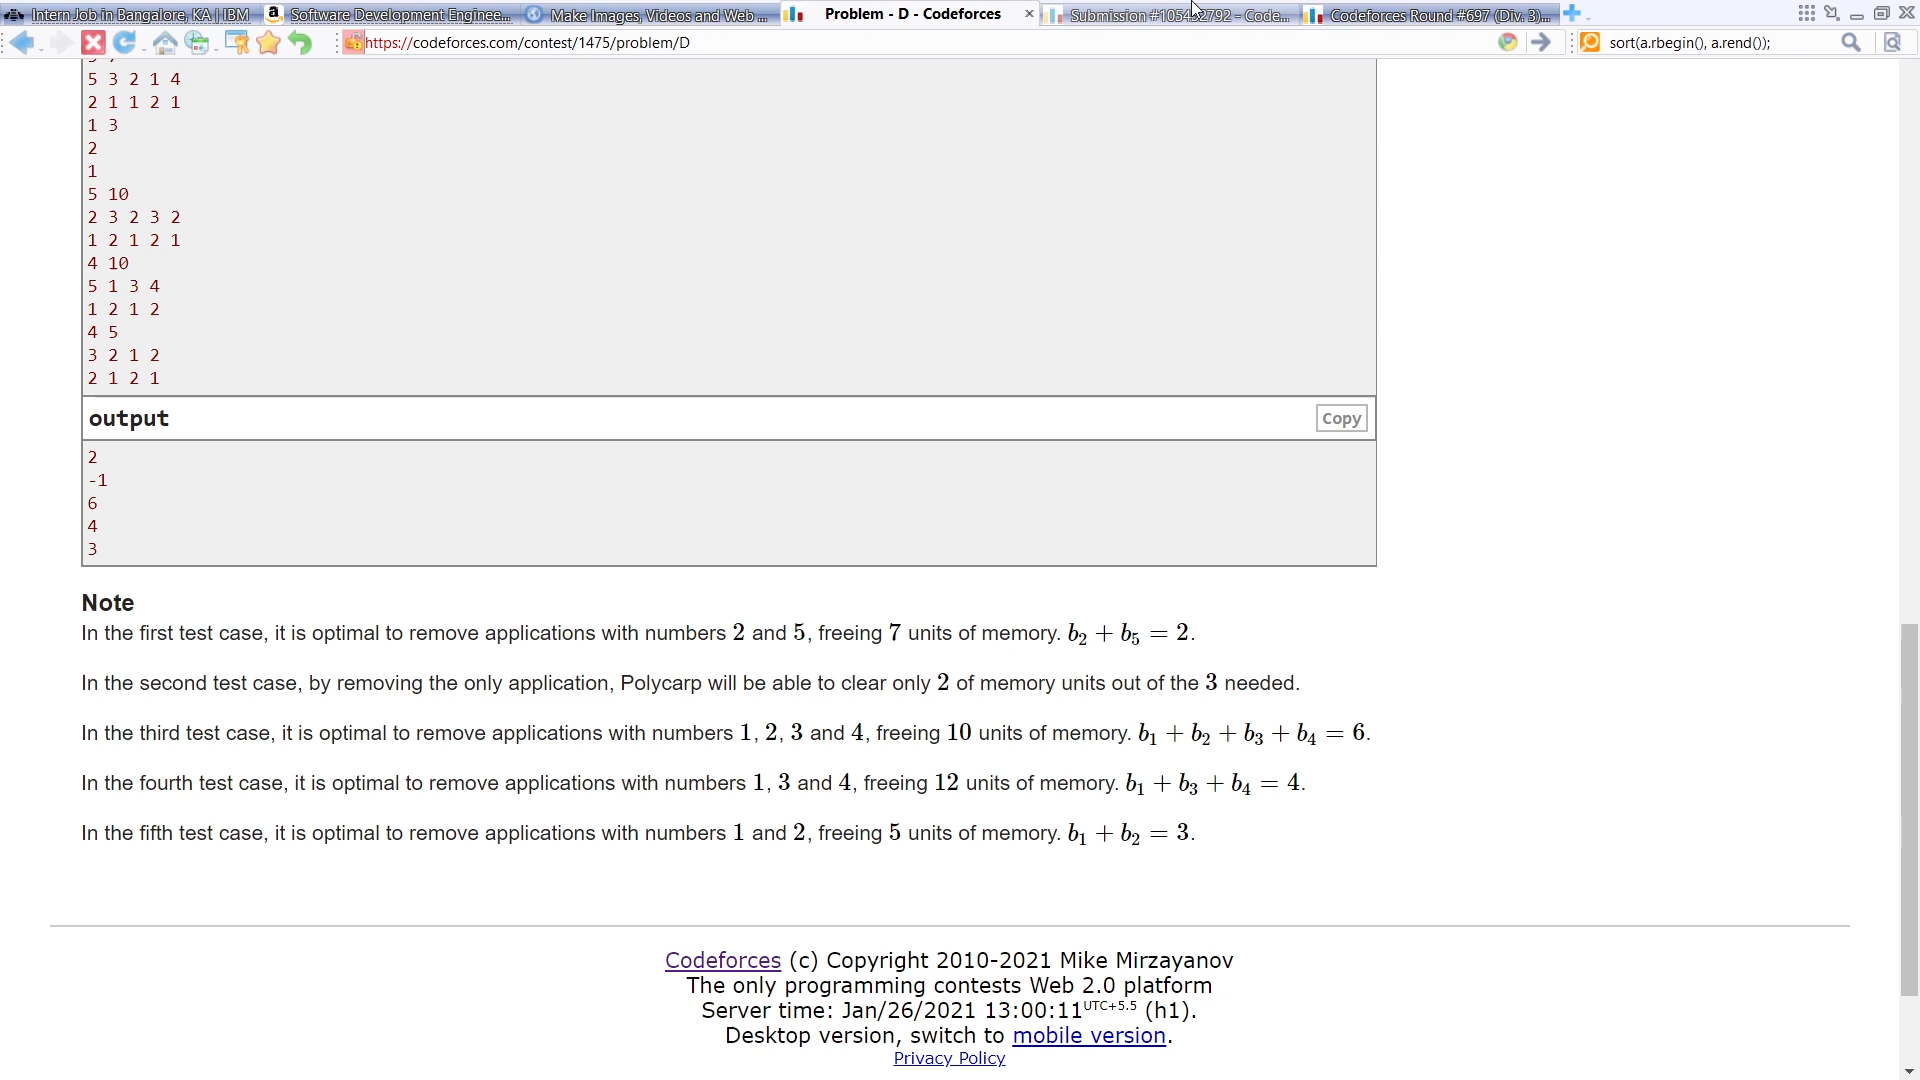 Intern Job in Bangalore, KA | IBM
Software Development Enginee...
Make Images, Videos and Web ...
Problem - D - Codeforces
Submission #105432792 - Code...
Codeforces Round #697 (Div. 3)...
https://codeforces.com/contest/1475/problem/D
sort(a.rbegin(), a.rend());
5 3 2 1 4
2 1 1 2 1
1 3
2
1
5 10
2 3 2 3 2
1 2 1 2 1
4 10
5 1 3 4
1 2 1 2
4 5
3 2 1 2
2 1 2 1
output
Copy
2
-1
6
4
3
Note
In the first test case, it is optimal to remove applications with numbers 2 and 5, freeing 7 units of memory. b₂ + b₅ = 2.
In the second test case, by removing the only application, Polycarp will be able to clear only 2 of memory units out of the 3 needed.
In the third test case, it is optimal to remove applications with numbers 1, 2, 3 and 4, freeing 10 units of memory. b₁ + b₂ + b₃ + b₄ = 6.
In the fourth test case, it is optimal to remove applications with numbers 1, 3 and 4, freeing 12 units of memory. b₁ + b₃ + b₄ = 4.
In the fifth test case, it is optimal to remove applications with numbers 1 and 2, freeing 5 units of memory. b₁ + b₂ = 3.
Codeforces (c) Copyright 2010-2021 Mike Mirzayanov
The only programming contests Web 2.0 platform
Server time: Jan/26/2021 13:00:11 UTC+5.5 (h1).
Desktop version, switch to mobile version.
Privacy Policy